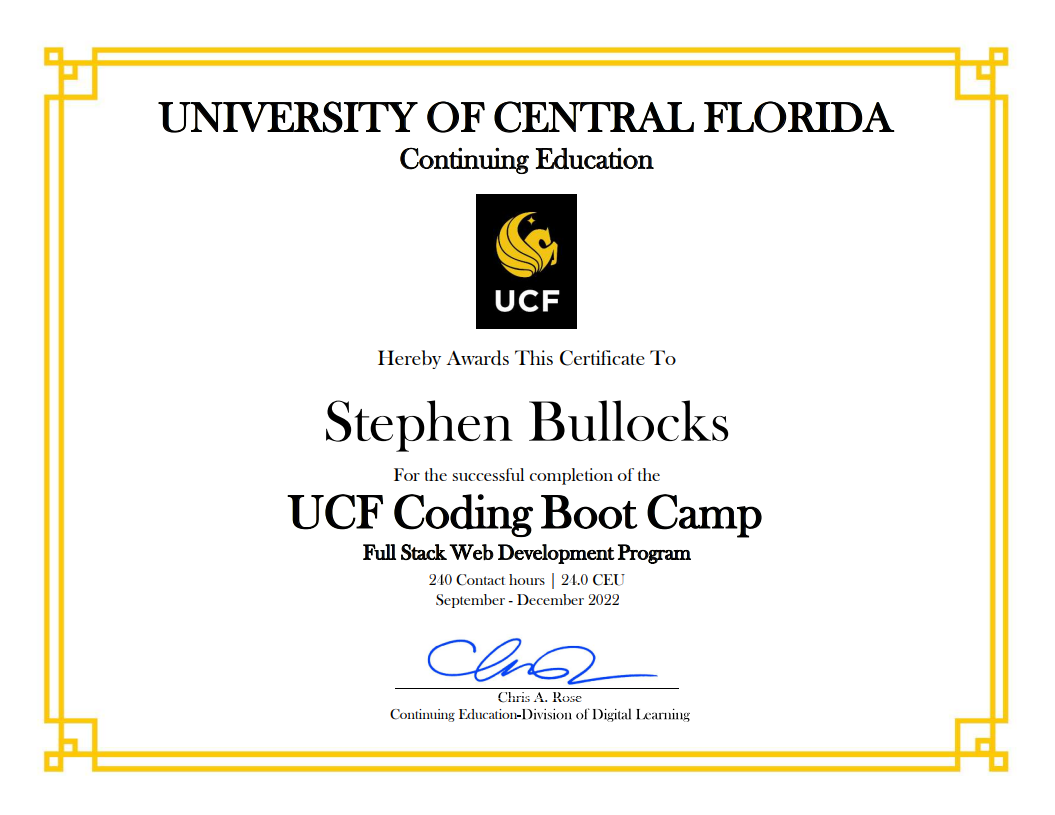 UNIVERSITY OF CENTRAL FLORIDA
Continuing Education
UCF
Hereby Awards This Certificate To
Stephen Bullocks
For the successful completion of the
UCF Coding Boot Camp
Full Stack Web Development Program
240 Contact hours | 24.0 CEU
September - December 2022
Chris A. Rose
Continuing Education-Division of Digital Learning